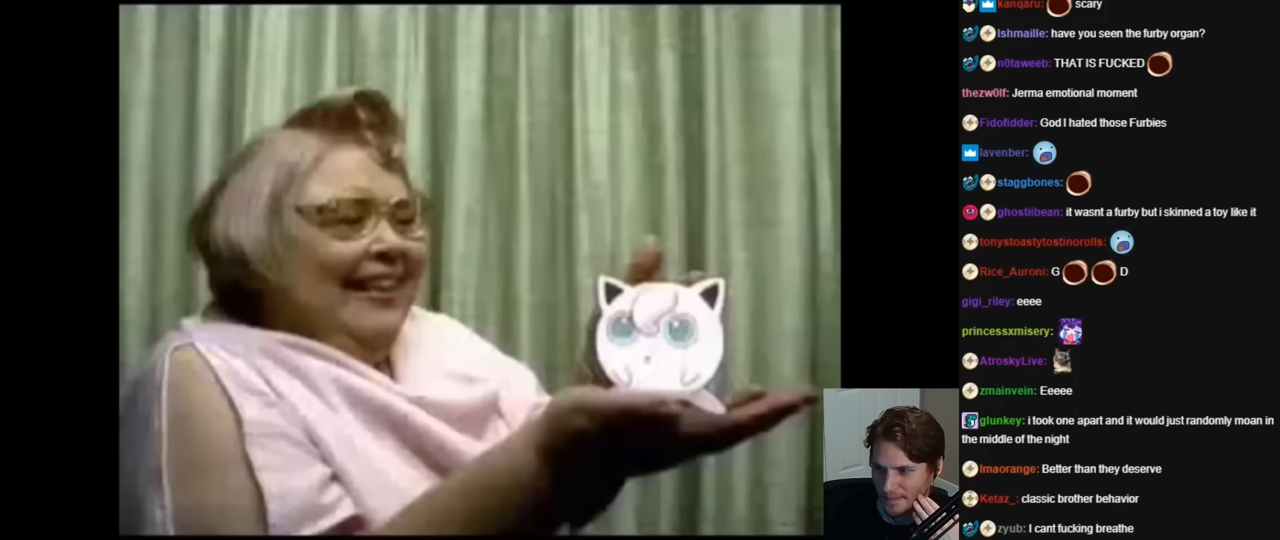 kanqaru: scary
Ishmaille: have you seen the furby organ?
n0taweeb: THAT IS FUCKED
thezw0lf: Jerma emotional moment
Fidofidder: God I hated those Furbies
lavenber:
staggbones:
ghostiibean: it wasnt a furby but i skinned a toy like it
tonystoastytostinorolls:
Rice_Auroni: G D
gigi_riley: eeee
princessxmisery:
AtroskyLive:
zmainvein: Eeeee
glunkey: i took one apart and it would just randomly moan in
the middle of the night
lmaorange: Better than they deserve
Ketaz_: classic brother behavior
zyub: I cant fucking breathe